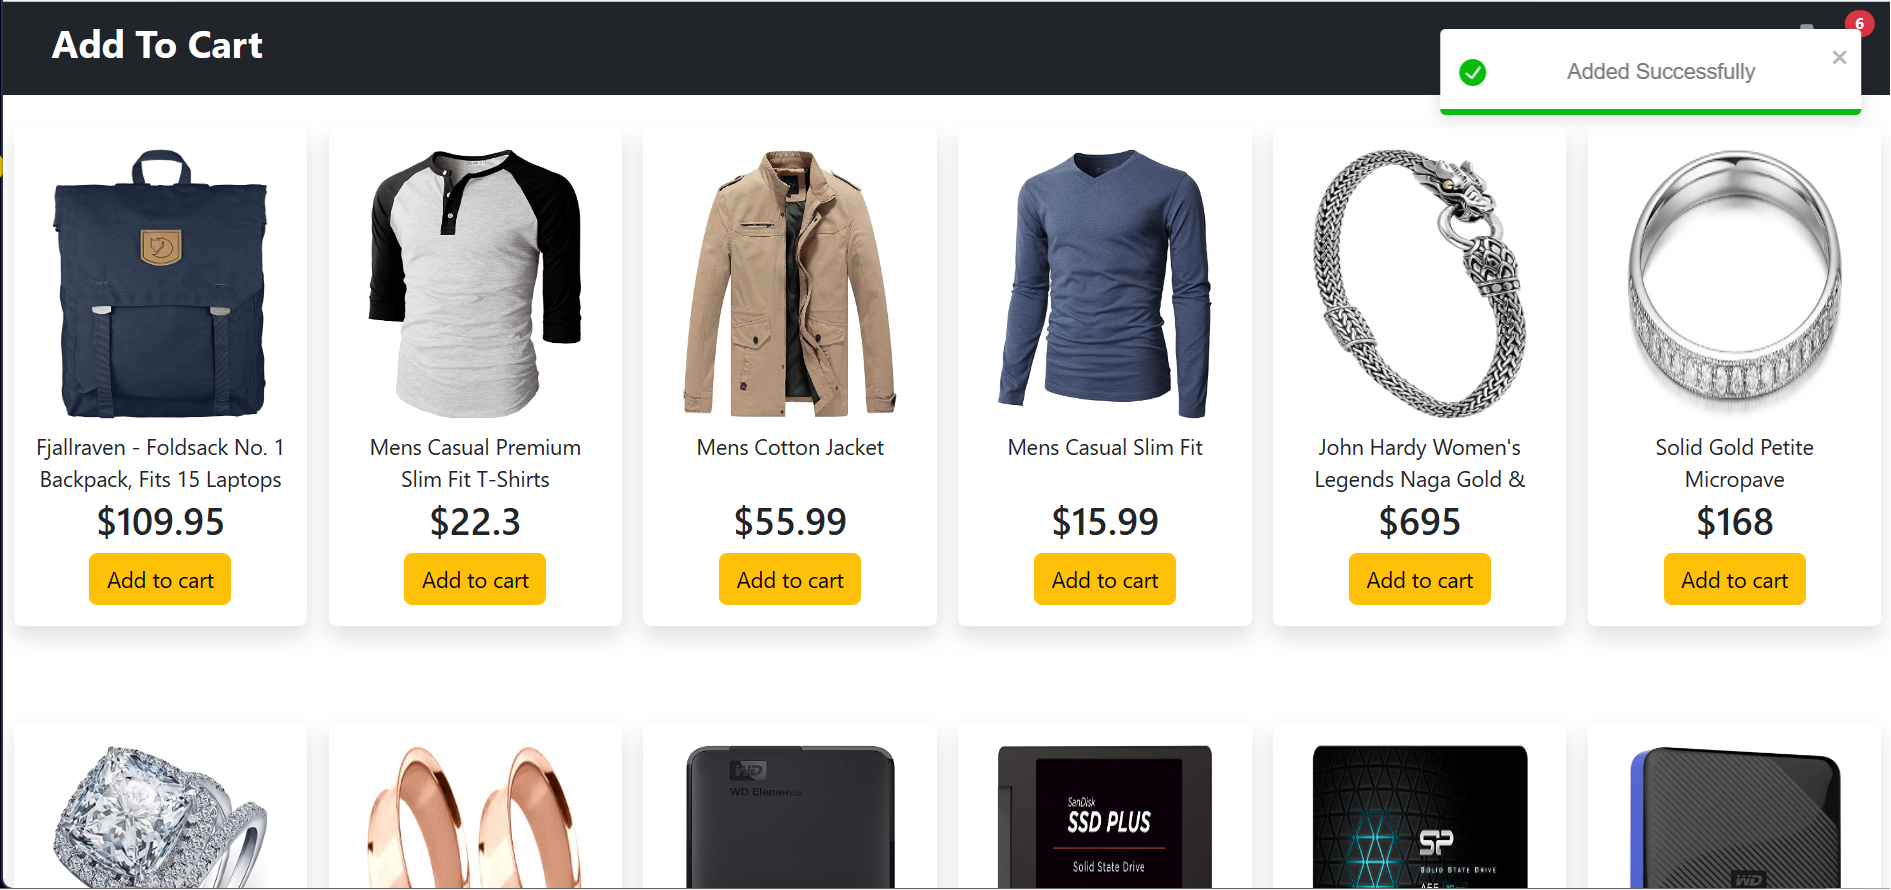 Add To Cart
6
Added Successfully
Fjallraven - Foldsack No. 1
Backpack, Fits 15 Laptops
$109.95
Add to cart
Mens Casual Premium
Slim Fit T-Shirts
$22.3
Add to cart
Mens Cotton Jacket
$55.99
Add to cart
Mens Casual Slim Fit
$15.99
Add to cart
John Hardy Women's
Legends Naga Gold &
$695
Add to cart
Solid Gold Petite
Micropave
$168
Add to cart
WD
WD Elements
SanDisk
SSD PLUS
Solid State Drive
SP
SOLID STATE DRIVE
A55
WD